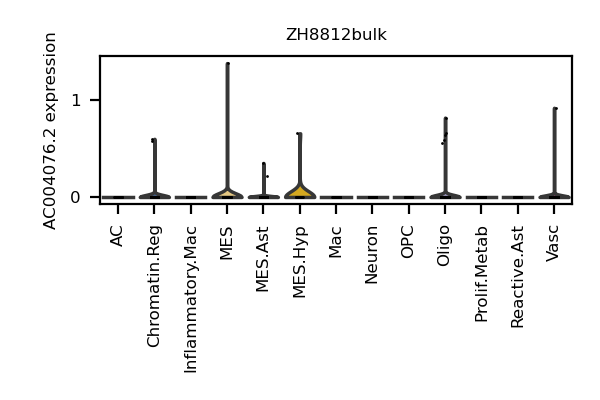 ZH8812bulk
AC004076.2 expression
1
0
AC
Chromatin.Reg
Inflammatory.Mac
MES
MES.Ast
MES.Hyp
Mac
Neuron
OPC
Oligo
Prolif.Metab
Reactive.Ast
Vasc